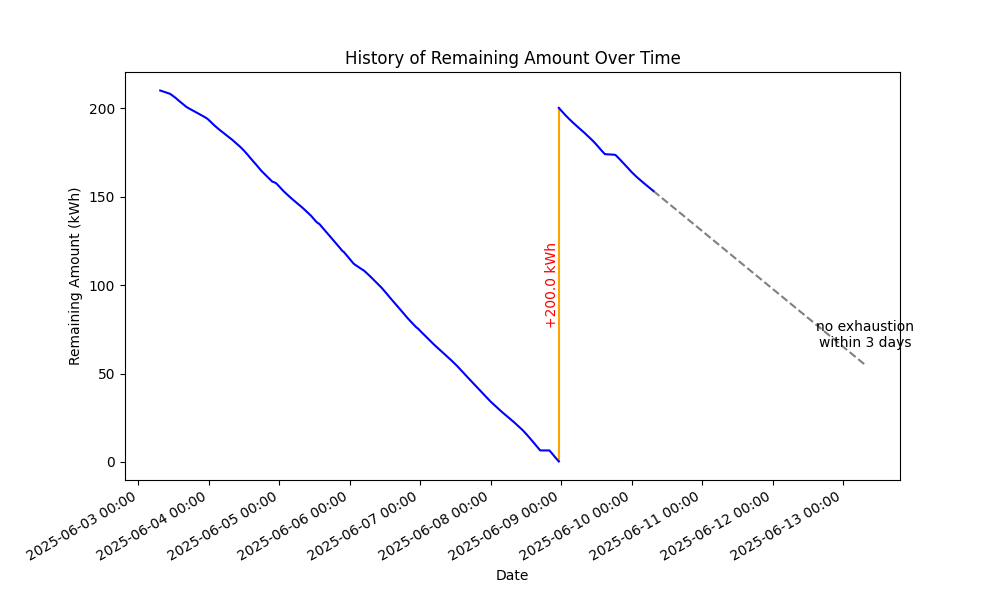 History of Remaining Amount Over Time
Remaining Amount (kWh)
200
150
100
50
0
+200.0 kWh
no exhaustion
within 3 days
2025-06-03 00:00
2025-06-04 00:00
2025-06-05 00:00
2025-06-06 00:00
2025-06-07 00:00
2025-06-08 00:00
2025-06-09 00:00
2025-06-10 00:00
2025-06-11 00:00
2025-06-12 00:00
2025-06-13 00:00
Date